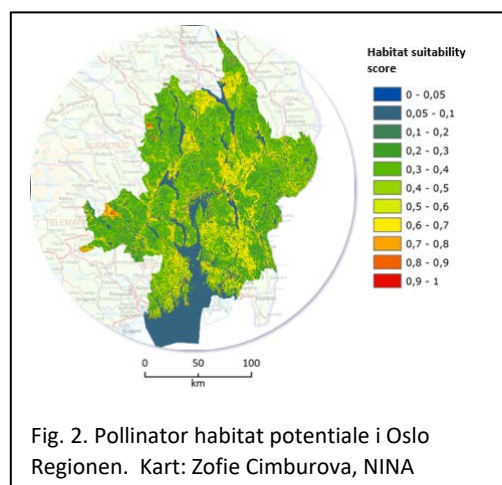 Habitat suitability
score
0 - 0,05
0,05 - 0,1
0,1 - 0,2
0,2 - 0,3
0,3 - 0,4
0,4 - 0,5
0,5 - 0,6
0,6 - 0,7
0,7 - 0,8
0,8 - 0,9
0,9 - 1
BUSKERUD
TELEMARK
Halden
0 50 100
km
Fig. 2. Pollinator habitat potentiale i Oslo
Regionen. Kart: Zofie Cimburova, NINA